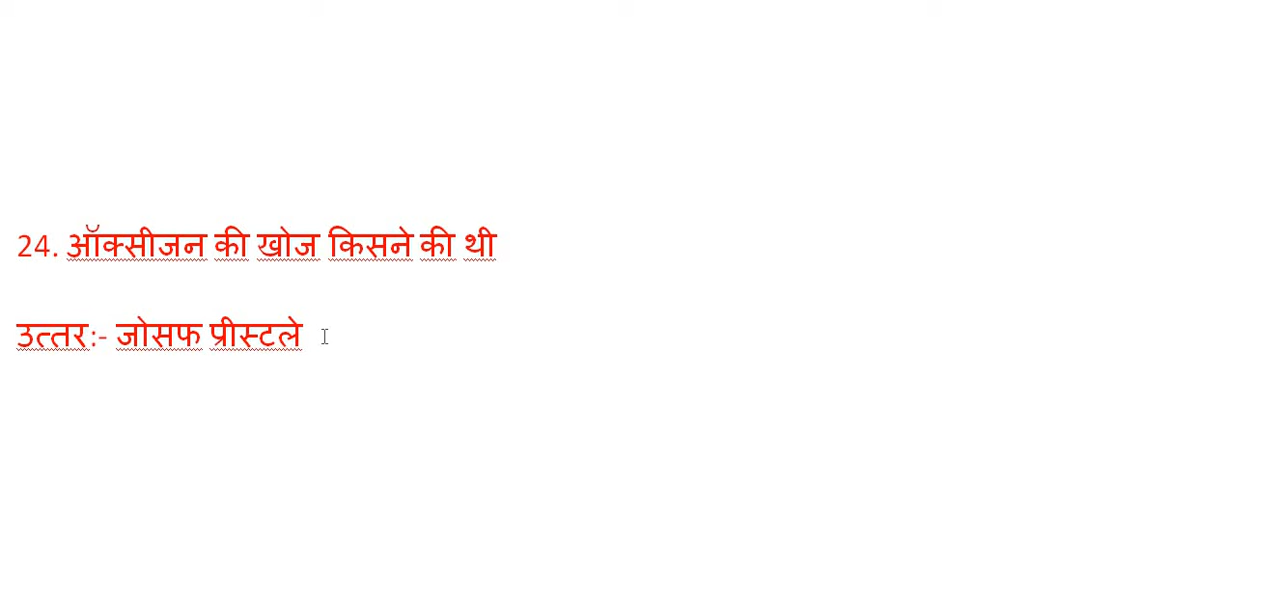 24. ऑक्सीजन की खोज किसने की थी
उत्तर:- जोसफ प्रीस्टले